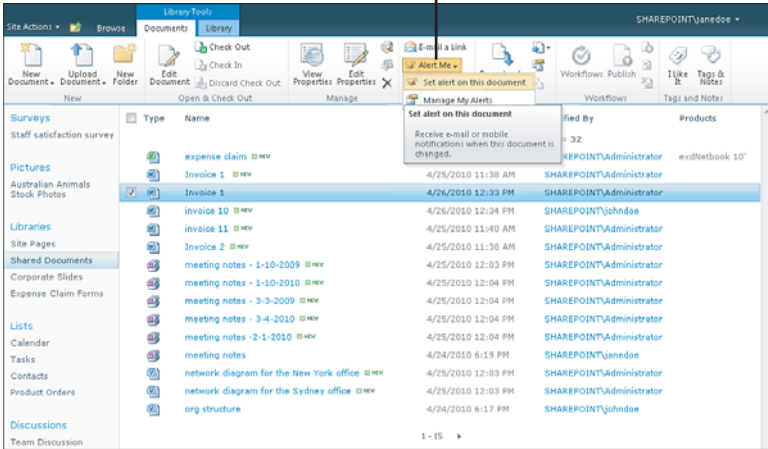 Library Tools
SHAREPOINT\janedoe
Site Actions Browse Documents Library
New Document
Upload Document
New Folder
New
Edit Document
Check Out
Check In
Discard Check Out
Open & Check Out
View Properties
Edit Properties
Manage
E-mail a Link
Alert Me
Set alert on this document
Manage My Alerts
Set alert on this document
Receive e-mail or mobile
notifications when this document is
changed.
Workflows Publish
Workflows
I Like It
Tags & Notes
Tags and Notes
Surveys
Staff satisfaction survey
Pictures
Australian Animals
Stock Photos
Libraries
Site Pages
Shared Documents
Corporate Slides
Expense Claim Forms
Lists
Calendar
Tasks
Contacts
Product Orders
Discussions
Team Discussion
Type Name fied By Products
= 32
expense claim NEW REPOINT\Administrator exdNetbook 10"
Invoice 1 NEW 4/25/2010 11:38 AM SHAREPOINT\Administrator
Invoice 1 4/26/2010 12:33 PM SHAREPOINT\Administrator
invoice 10 NEW 4/26/2010 12:34 PM SHAREPOINT\johndoe
invoice 11 NEW 4/25/2010 11:40 AM SHAREPOINT\Administrator
Invoice 2 NEW 4/25/2010 11:38 AM SHAREPOINT\Administrator
meeting notes - 1-10-2009 NEW 4/25/2010 12:03 PM SHAREPOINT\Administrator
meeting notes - 1-10-2010 NEW 4/25/2010 12:04 PM SHAREPOINT\Administrator
meeting notes - 3-3-2009 NEW 4/25/2010 12:04 PM SHAREPOINT\Administrator
meeting notes - 3-4-2010 NEW 4/25/2010 12:04 PM SHAREPOINT\Administrator
meeting notes -2-1-2010 NEW 4/25/2010 12:04 PM SHAREPOINT\Administrator
meeting notes 4/24/2010 6:19 PM SHAREPOINT\janedoe
network diagram for the New York office NEW 4/25/2010 12:03 PM SHAREPOINT\Administrator
network diagram for the Sydney office NEW 4/25/2010 12:03 PM SHAREPOINT\Administrator
org structure 4/24/2010 6:17 PM SHAREPOINT\johndoe
1 - 15